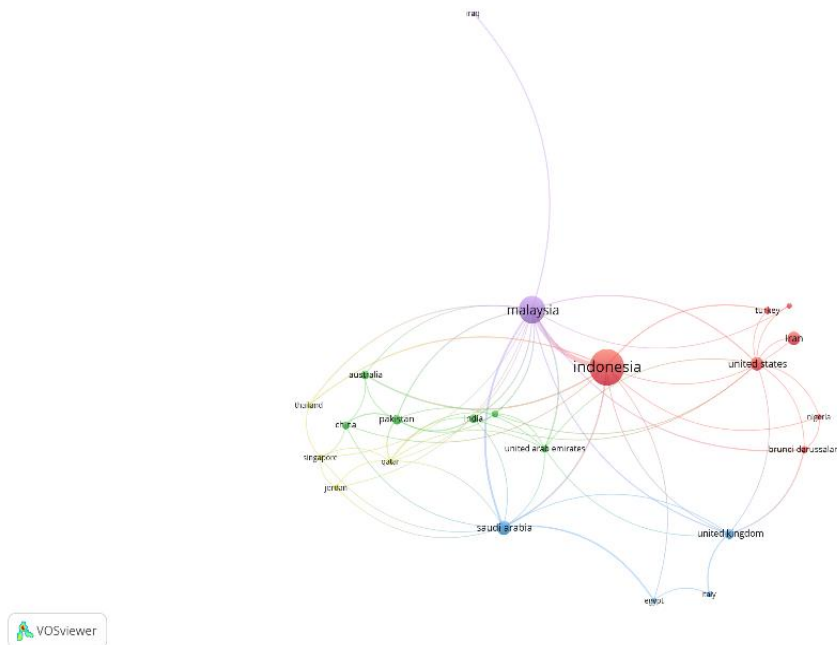 iraq
malaysia
turkey
iran
indonesia
united states
australia
thailand
nigeria
china
pakistan
india
united arab emirates
brunei darussalam
singapore
qatar
jordan
saudi arabia
united kingdom
egypt
italy
VOSviewer